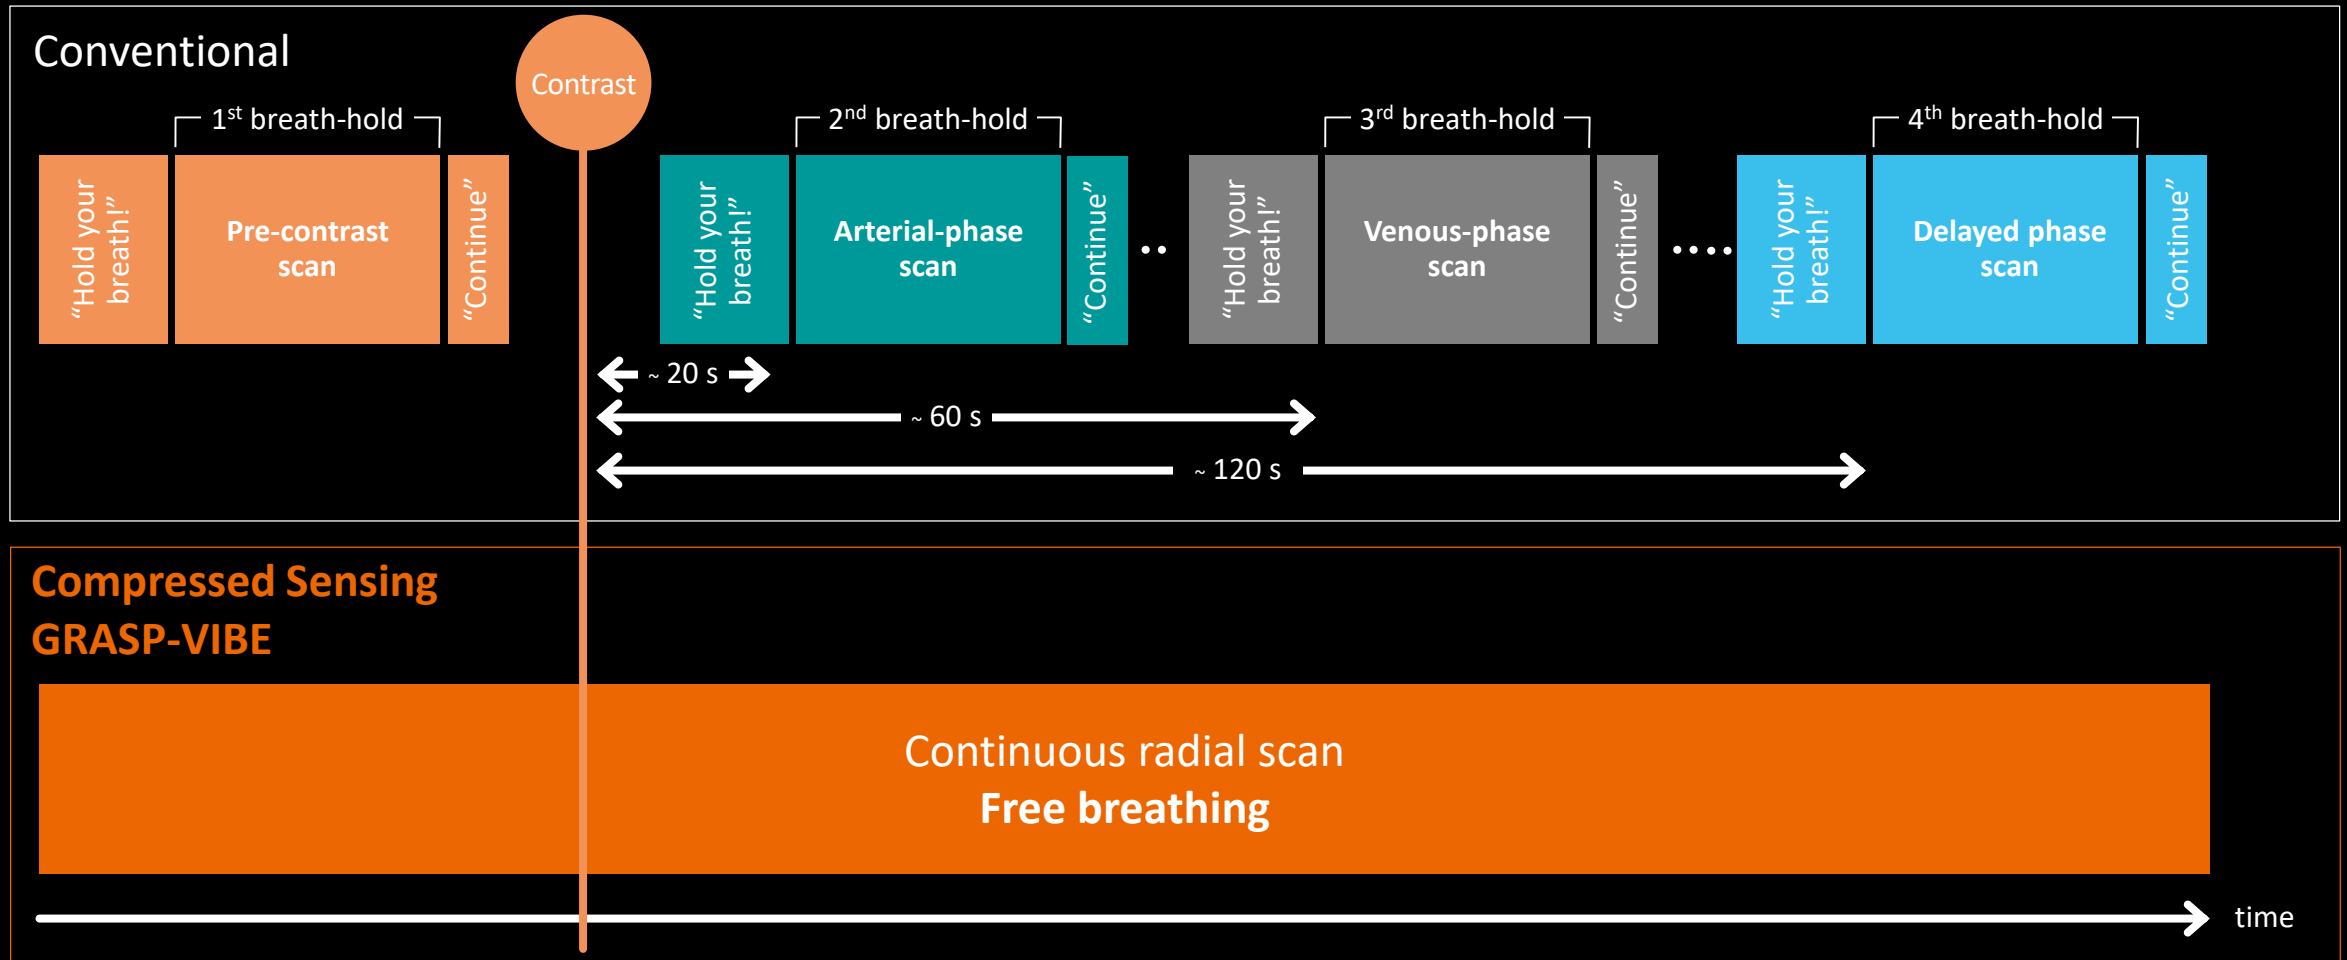 Conventional
Contrast
1st breath-hold
2nd breath-hold
3rd breath-hold
4th breath-hold
“Hold your
breath!”
Pre-contrast
scan
“Continue”
“Hold your
breath!”
Arterial-phase
scan
“Continue”
..
“Hold your
breath!”
Venous-phase
scan
“Continue”
....
“Hold your
breath!”
Delayed phase
scan
“Continue”
~ 20 s
~ 60 s
~ 120 s
Compressed Sensing
GRASP-VIBE
Continuous radial scan
Free breathing
time